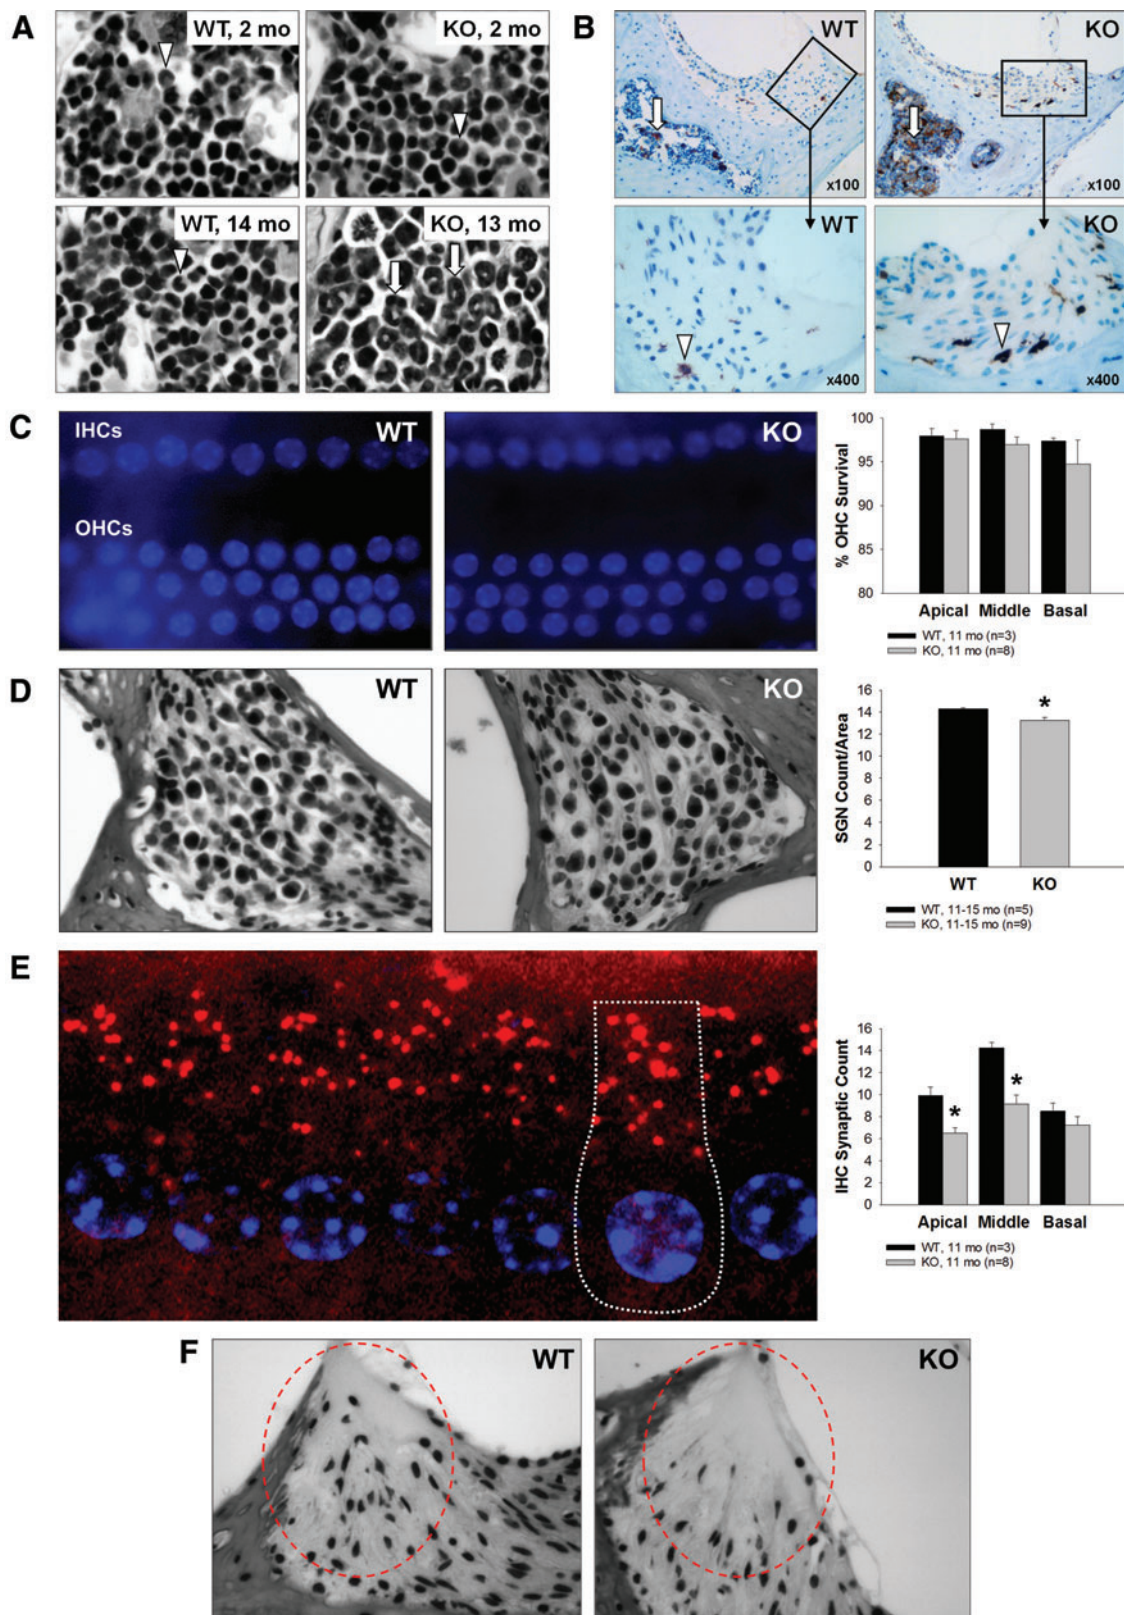 A
WT, 2 mo
KO, 2 mo
WT, 14 mo
KO, 13 mo
B
WT
KO
x100
x100
WT
KO
x400
x400
C
IHCs
WT
OHCs
KO
% OHC Survival
100
95
90
85
80
Apical Middle Basal
WT, 11 mo (n=3)
KO, 11 mo (n=8)
D
WT
KO
SGN Count/Area
16
14
12
10
8
6
4
2
0
*
WT KO
WT, 11-15 mo (n=5)
KO, 11-15 mo (n=9)
E
IHC Synaptic Count
16
14
12
10
8
6
4
2
0
*
*
Apical Middle Basal
WT, 11 mo (n=3)
KO, 11 mo (n=8)
F
WT
KO